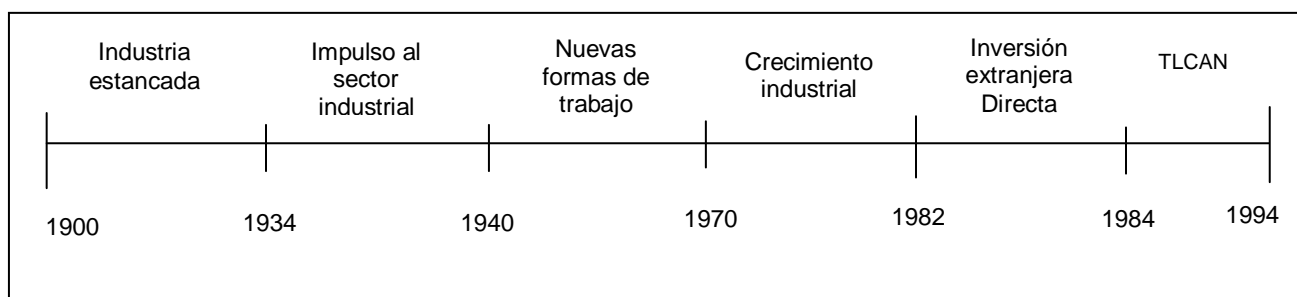 Industria
estancada
Impulso al
sector
industrial
Nuevas
formas de
trabajo
Crecimiento
industrial
Inversión
extranjera
Directa
TLCAN
1900
1934
1940
1970
1982
1984
1994